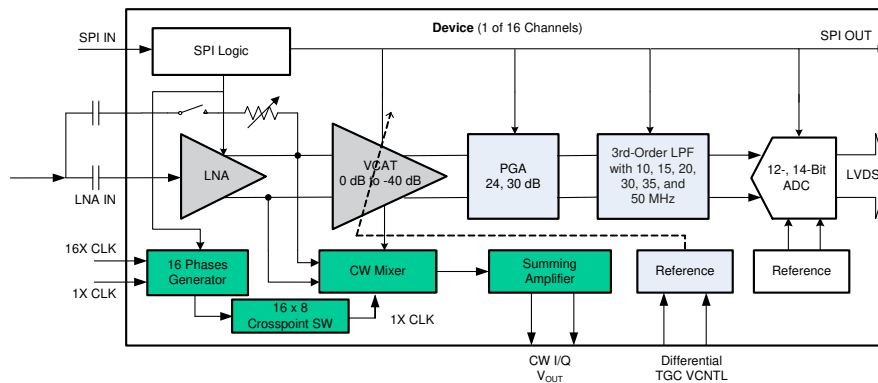 Device (1 of 16 Channels)
SPI IN
SPI Logic
SPI OUT
LNA
VCAT
0 dB to -40 dB
PGA
24, 30 dB
3rd-Order LPF
with 10, 15, 20,
30, 35, and
50 MHz
12-, 14-Bit
ADC
LVDS
LNA IN
16X CLK
1X CLK
16 Phases
Generator
CW Mixer
Summing
Amplifier
Reference
Reference
16 x 8
Crosspoint SW
1X CLK
CW I/Q
VOUT
Differential
TGC VCNTL